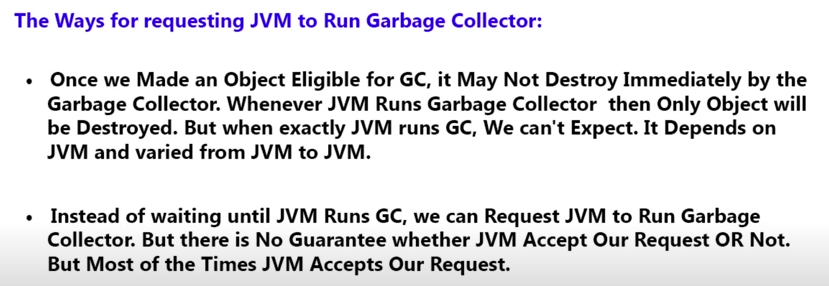 The Ways for requesting JVM to Run Garbage Collector:
• Once we Made an Object Eligible for GC, it May Not Destroy Immediately by the
Garbage Collector. Whenever JVM Runs Garbage Collector then Only Object will
be Destroyed. But when exactly JVM runs GC, We can't Expect. It Depends on
JVM and varied from JVM to JVM.
• Instead of waiting until JVM Runs GC, we can Request JVM to Run Garbage
Collector. But there is No Guarantee whether JVM Accept Our Request OR Not.
But Most of the Times JVM Accepts Our Request.